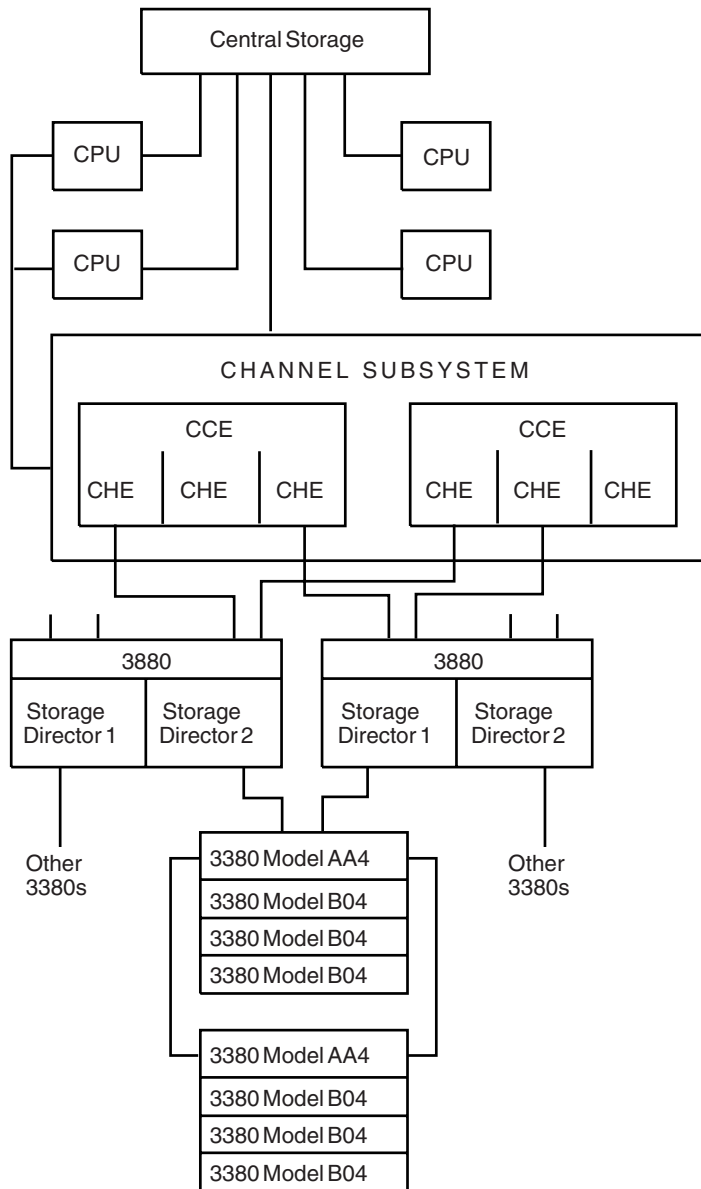 Central Storage
CPU
CPU
CPU
CPU
CHANNEL SUBSYSTEM
CCE
CCE
CHE CHE CHE
CHE CHE CHE
3880
3880
Storage
Director 1
Storage
Director 2
Storage
Director 1
Storage
Director 2
Other
3380s
Other
3380s
3380 Model AA4
3380 Model B04
3380 Model B04
3380 Model B04
3380 Model AA4
3380 Model B04
3380 Model B04
3380 Model B04